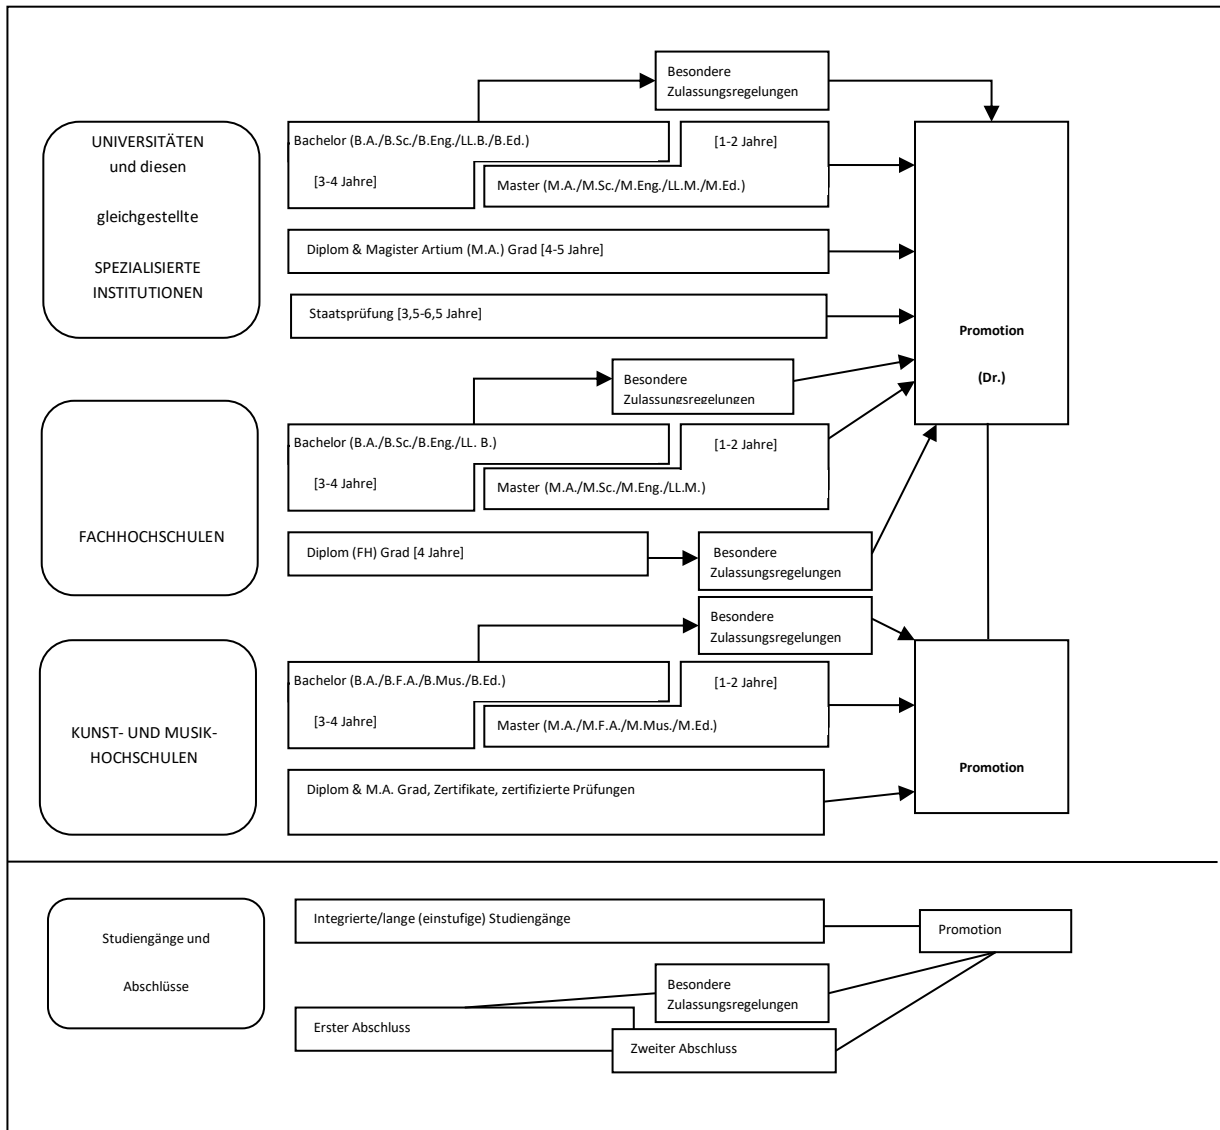 Besondere
Zulassungsregelungen
UNIVERSITÄTEN
und diesen
gleichgestellte
SPEZIALISIERTE
INSTITUTIONEN
Bachelor (B.A./B.Sc./B.Eng./LL.B./B.Ed.)
[3-4 Jahre]
[1-2 Jahre]
Master (M.A./M.Sc./M.Eng./LL.M./M.Ed.)
Diplom & Magister Artium (M.A.) Grad [4-5 Jahre]
Staatsprüfung [3,5-6,5 Jahre]
Promotion
(Dr.)
Besondere
Zulassungsregelungen
FACHHOCHSCHULEN
Bachelor (B.A./B.Sc./B.Eng./LL. B.)
[3-4 Jahre]
[1-2 Jahre]
Master (M.A./M.Sc./M.Eng./LL.M.)
Diplom (FH) Grad [4 Jahre]
Besondere
Zulassungsregelungen
Besondere
Zulassungsregelungen
KUNST- UND MUSIK-
HOCHSCHULEN
Bachelor (B.A./B.F.A./B.Mus./B.Ed.)
[3-4 Jahre]
[1-2 Jahre]
Master (M.A./M.F.A./M.Mus./M.Ed.)
Diplom & M.A. Grad, Zertifikate, zertifizierte Prüfungen
Promotion
Studiengänge und
Abschlüsse
Integrierte/lange (einstufige) Studiengänge
Promotion
Besondere
Zulassungsregelungen
Erster Abschluss
Zweiter Abschluss